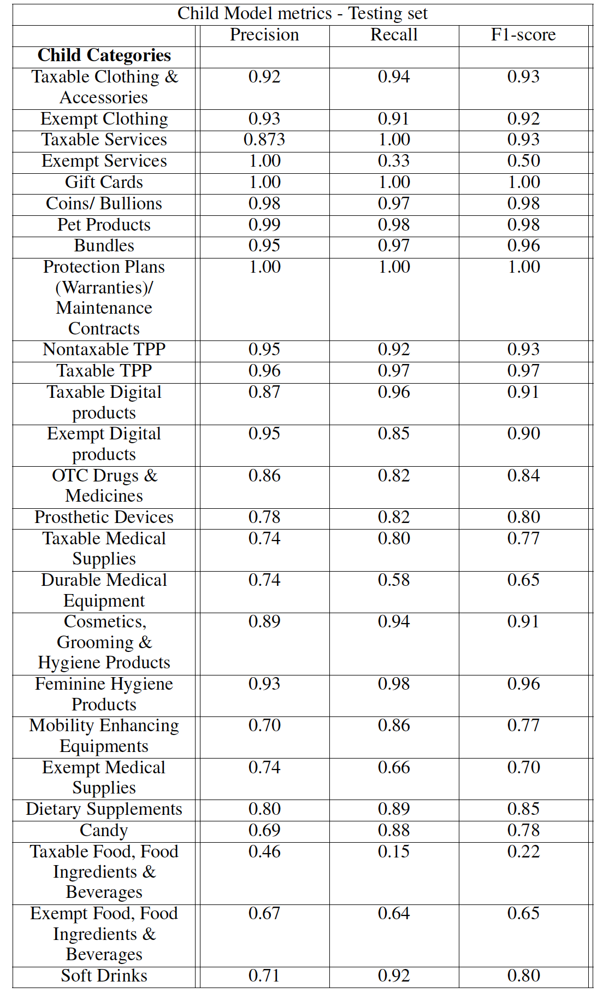 Child Model metrics - Testing set
Precision Recall F1-score
Child Categories
Taxable Clothing & 0.92 0.94 0.93
Accessories
Exempt Clothing 0.93 0.91 0.92
Taxable Services 0.873 1.00 0.93
Exempt Services 1.00 0.33 0.50
Gift Cards 1.00 1.00 1.00
Coins/ Bullions 0.98 0.97 0.98
Pet Products 0.99 0.98 0.98
Bundles 0.95 0.97 0.96
Protection Plans 1.00 1.00 1.00
(Warranties)/
Maintenance
Contracts
Nontaxable TPP 0.95 0.92 0.93
Taxable TPP 0.96 0.97 0.97
Taxable Digital 0.87 0.96 0.91
products
Exempt Digital 0.95 0.85 0.90
products
OTC Drugs & 0.86 0.82 0.84
Medicines
Prosthetic Devices 0.78 0.82 0.80
Taxable Medical 0.74 0.80 0.77
Supplies
Durable Medical 0.74 0.58 0.65
Equipment
Cosmetics, 0.89 0.94 0.91
Grooming &
Hygiene Products
Feminine Hygiene 0.93 0.98 0.96
Products
Mobility Enhancing 0.70 0.86 0.77
Equipments
Exempt Medical 0.74 0.66 0.70
Supplies
Dietary Supplements 0.80 0.89 0.85
Candy 0.69 0.88 0.78
Taxable Food, Food 0.46 0.15 0.22
Ingredients &
Beverages
Exempt Food, Food 0.67 0.64 0.65
Ingredients &
Beverages
Soft Drinks 0.71 0.92 0.80